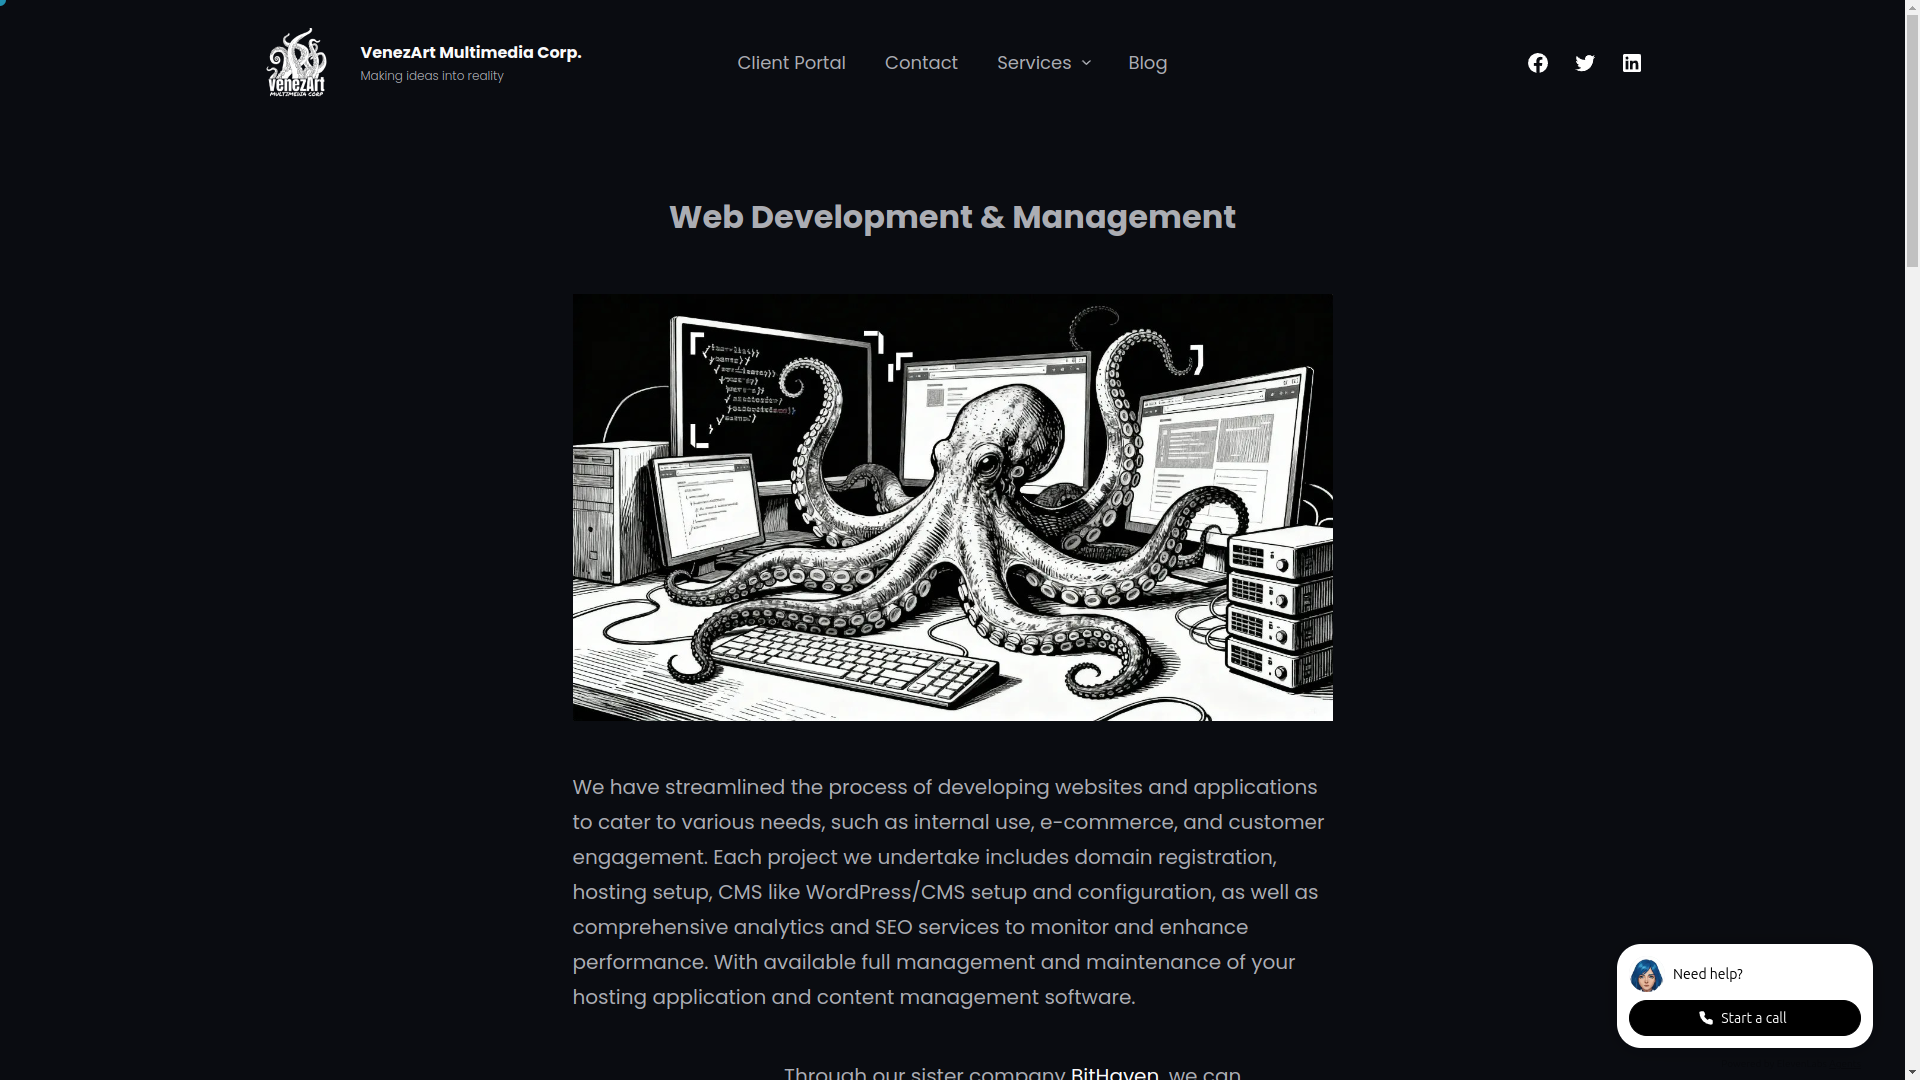 venezArt
MULTIMEDIA CORP
VenezArt Multimedia Corp.
Making ideas into reality
Client Portal
Contact
Services
Blog
Web Development & Management
We have streamlined the process of developing websites and applications
to cater to various needs, such as internal use, e-commerce, and customer
engagement. Each project we undertake includes domain registration,
hosting setup, CMS like WordPress/CMS setup and configuration, as well as
comprehensive analytics and SEO services to monitor and enhance
performance. With available full management and maintenance of your
hosting application and content management software.
Through our sister company BitHaven, we can
Need help?
Start a call